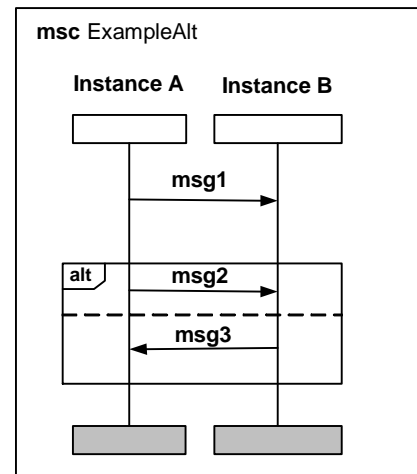 msc ExampleAlt
Instance A Instance B
msg1
alt msg2
msg3